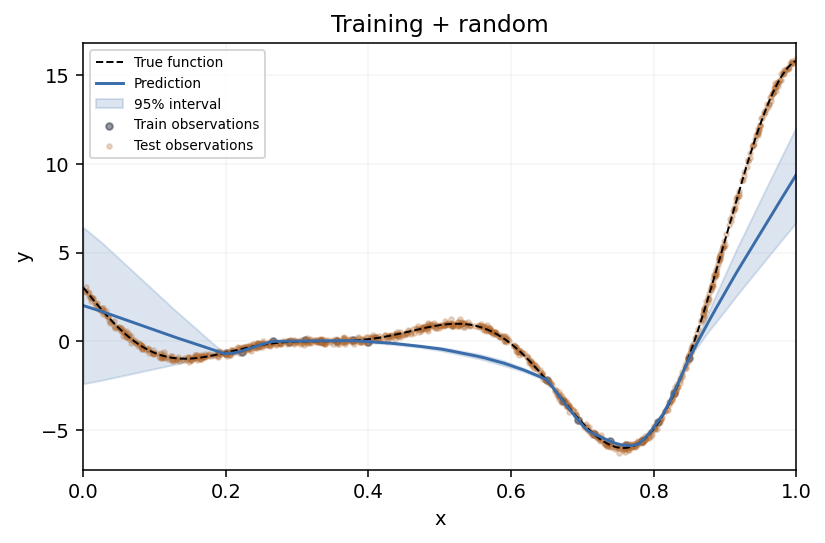 Training + random
True function
Prediction
95% interval
Train observations
Test observations
y
15
10
5
0
−5
0.0 0.2 0.4 0.6 0.8 1.0
x